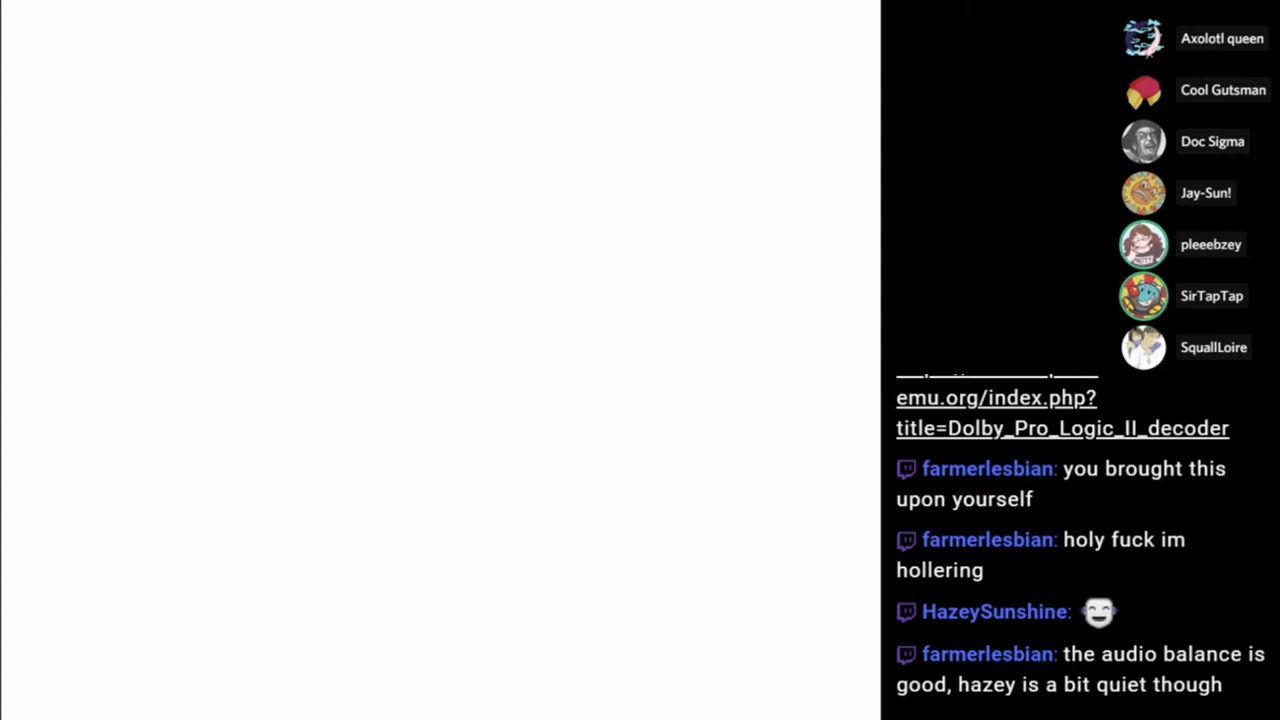 Axolotl queen
Cool Gutsman
Doc Sigma
Jay-Sun!
pleeebzey
SirTapTap
SquallLoire
emu.org/index.php?
title=Dolby_Pro_Logic_II_decoder
farmerlesbian: you brought this
upon yourself
farmerlesbian: holy fuck im
hollering
HazeySunshine:
farmerlesbian: the audio balance is
good, hazey is a bit quiet though